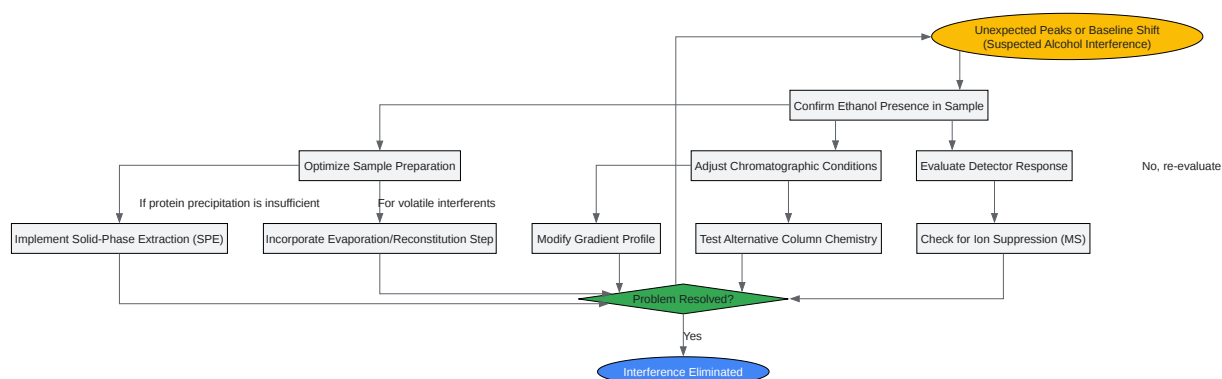 Unexpected Peaks or Baseline Shift
(Suspected Alcohol Interference)
Confirm Ethanol Presence in Sample
Optimize Sample Preparation
Adjust Chromatographic Conditions
Evaluate Detector Response
No, re-evaluate
If protein precipitation is insufficient
For volatile interferents
Implement Solid-Phase Extraction (SPE)
Incorporate Evaporation/Reconstitution Step
Modify Gradient Profile
Test Alternative Column Chemistry
Check for Ion Suppression (MS)
Problem Resolved?
Yes
Interference Eliminated